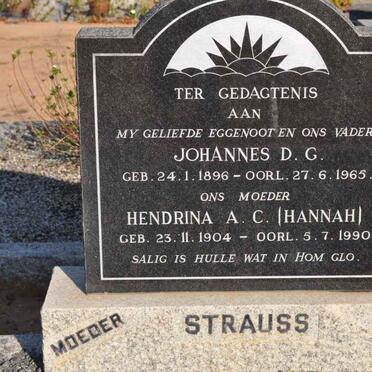 TER GEDAGTENIS
AAN
MY GELIEFDE EGGENOOT EN ONS VADER
JOHANNES D. G.
GEB. 24.1.1896 – OORL. 27.6.1965.
ONS MOEDER
HENDRINA A. C. (HANNAH)
GEB. 23.11.1904 – OORL. 5.7.1990
SALIG IS HULLE WAT IN HOM GLO.
MOEDER
STRAUSS